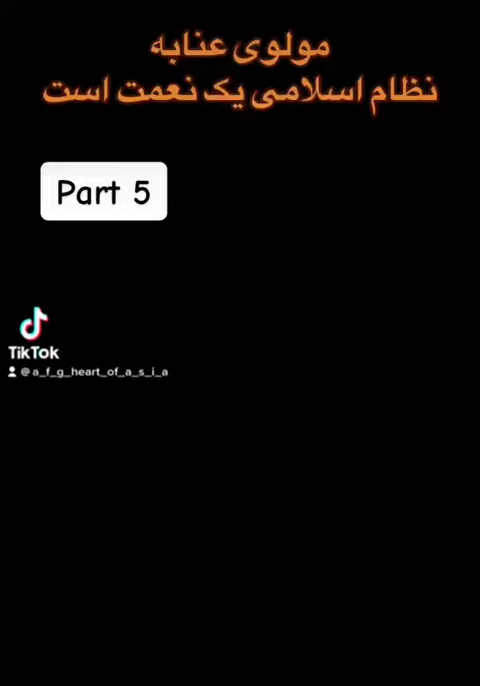 مولوی عنابه
نظام اسلامی یک نعمت است
Part 5
TikTok
@a_f_g_heart_of_a_s_i_a